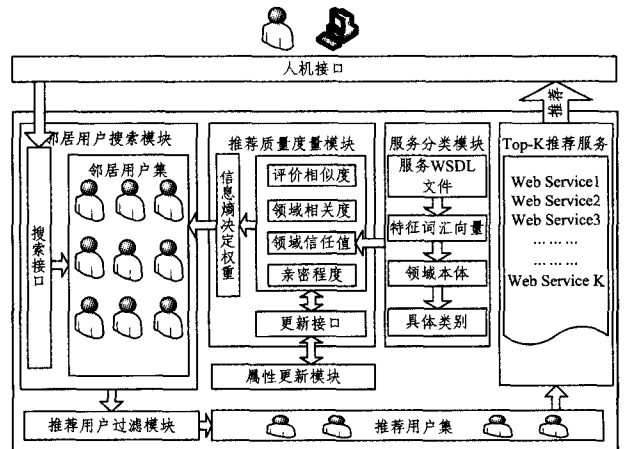 人机接口
推荐
邻居用户搜索模块
搜索接口
邻居用户集
推荐质量度量模块
信息熵决定权重
评价相似度
领域相关度
领域信任值
亲密程度
更新接口
属性更新模块
服务分类模块
服务WSDL
文件
特征词汇向量
领域本体
具体类别
Top-K推荐服务
Web Service1
Web Service2
Web Service3
………
………
Web Service K
推荐用户过滤模块
推荐用户集